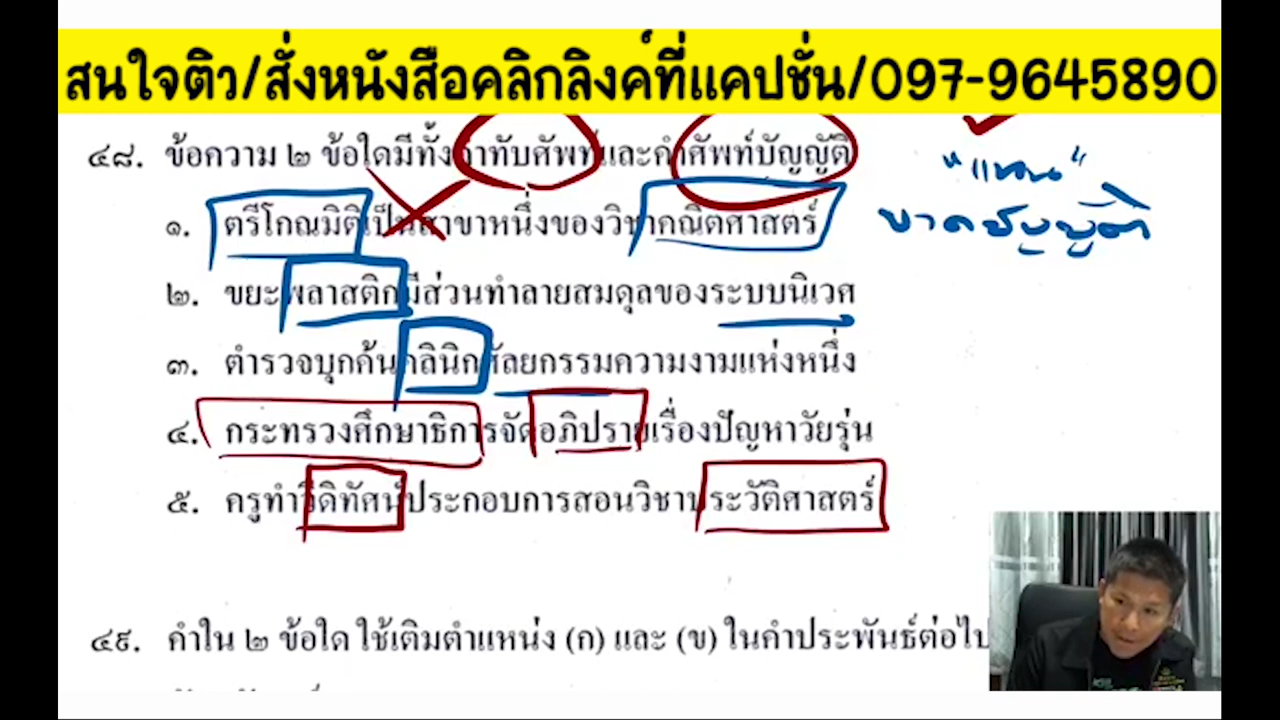 สนใจติว/สั่งหนังสือคลิกลิงค์ที่แคปชั่น/097-9645890
๔๘. ข้อความ ๒ ข้อใดมีทั้งคำทับศัพท์และคำศัพท์บัญญัติ
"แทน"
๑. ตรีโกณมิติเป็นสาขาหนึ่งของวิชาคณิตศาสตร์
๒. ขยะพลาสติกมีส่วนทำลายสมดุลของระบบนิเวศ
๓. ตำรวจบุกค้นคลินิกศัลยกรรมความงามแห่งหนึ่ง
๔. กระทรวงศึกษาธิการจัดอภิปรายเรื่องปัญหาวัยรุ่น
๕. ครูทำวีดิทัศน์ประกอบการสอนวิชาประวัติศาสตร์
๔๙. คำใน ๒ ข้อใด ใช้เติมตำแหน่ง (ก) และ (ข) ในคำประพันธ์ต่อไป